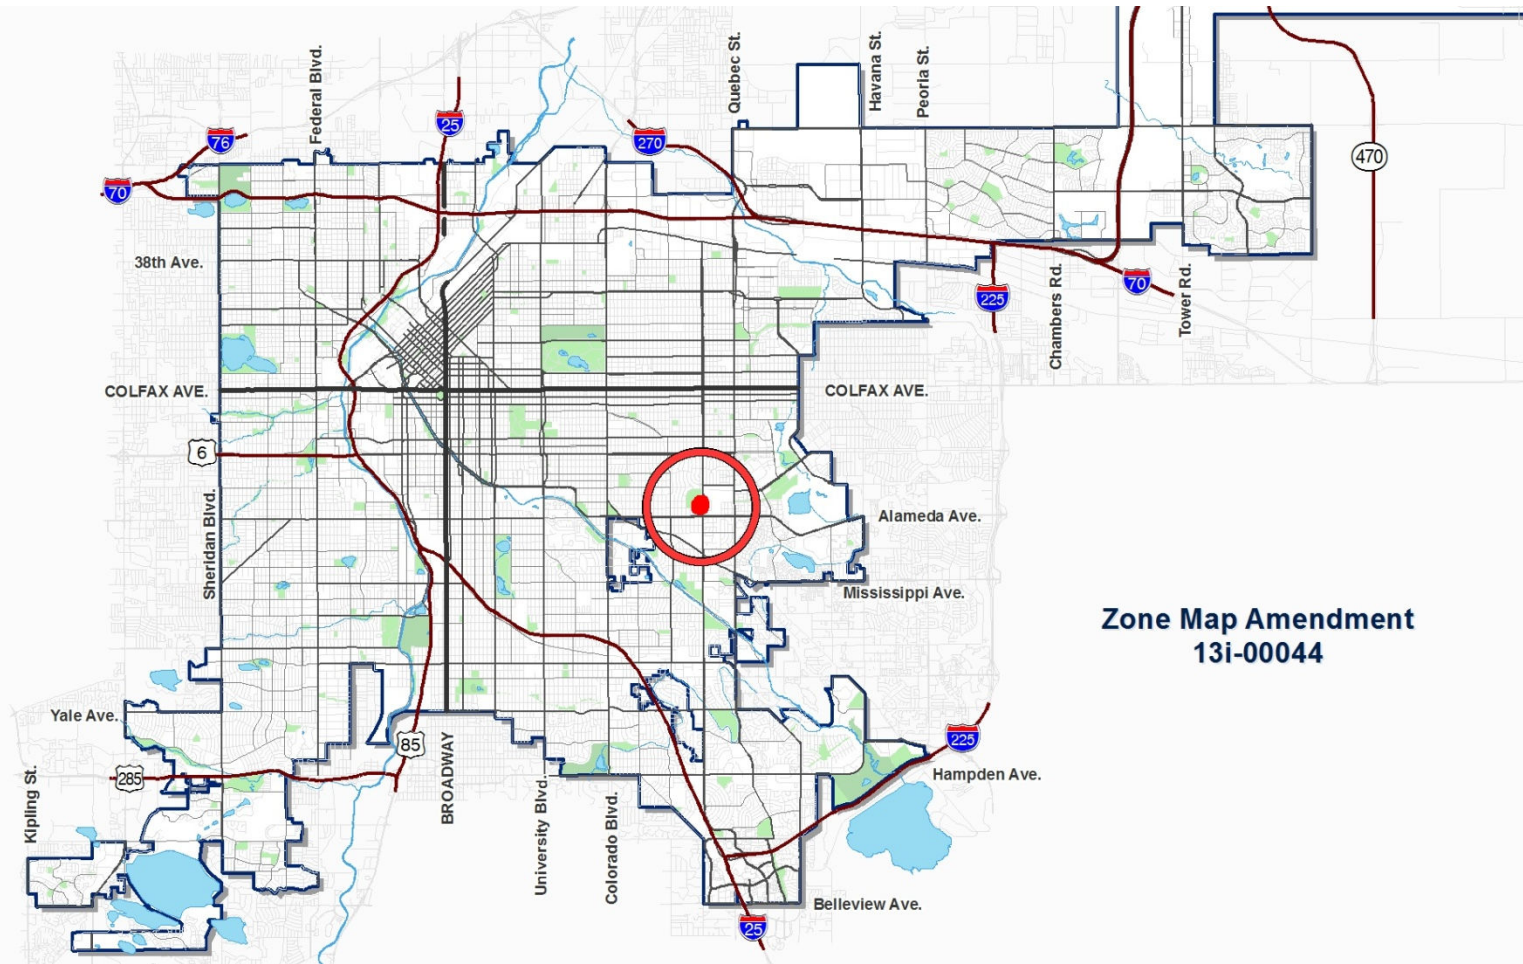 Federal Blvd.
Quebec St.
Havana St.
Peoria St.
76
25
270
470
70
38th Ave.
225
Chambers Rd.
70
Tower Rd.
COLFAX AVE.
COLFAX AVE.
6
Sheridan Blvd.
Alameda Ave.
Mississippi Ave.
Zone Map Amendment
13i-00044
Yale Ave.
85
BROADWAY
225
285
Hampden Ave.
Kipling St.
University Blvd.
Colorado Blvd.
Belleview Ave.
25